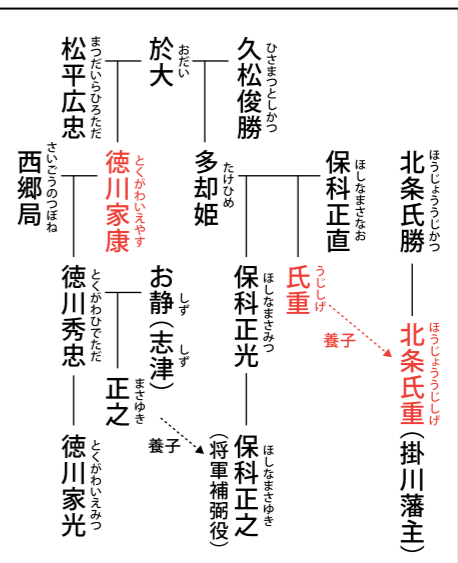 北条氏勝
ほうじょううじかつ
北条氏重(掛川藩主)
ほうじょううじしげ
保科正直
ほしなまさなお
氏重
うじしげ
養子
久松俊勝
ひさまつとしかつ
多却姫
たけひめ
保科正光
ほしなまさみつ
保科正之
ほしなまさゆき
(将軍補弼役)
於大
おだい
お静(志津)
しず
しず
正之
まさゆき
養子
松平広忠
まつだいらひろただ
徳川家康
とくがわいえやす
西郷局
さいごうのつぼね
徳川秀忠
とくがわひでただ
徳川家光
とくがわいえみつ